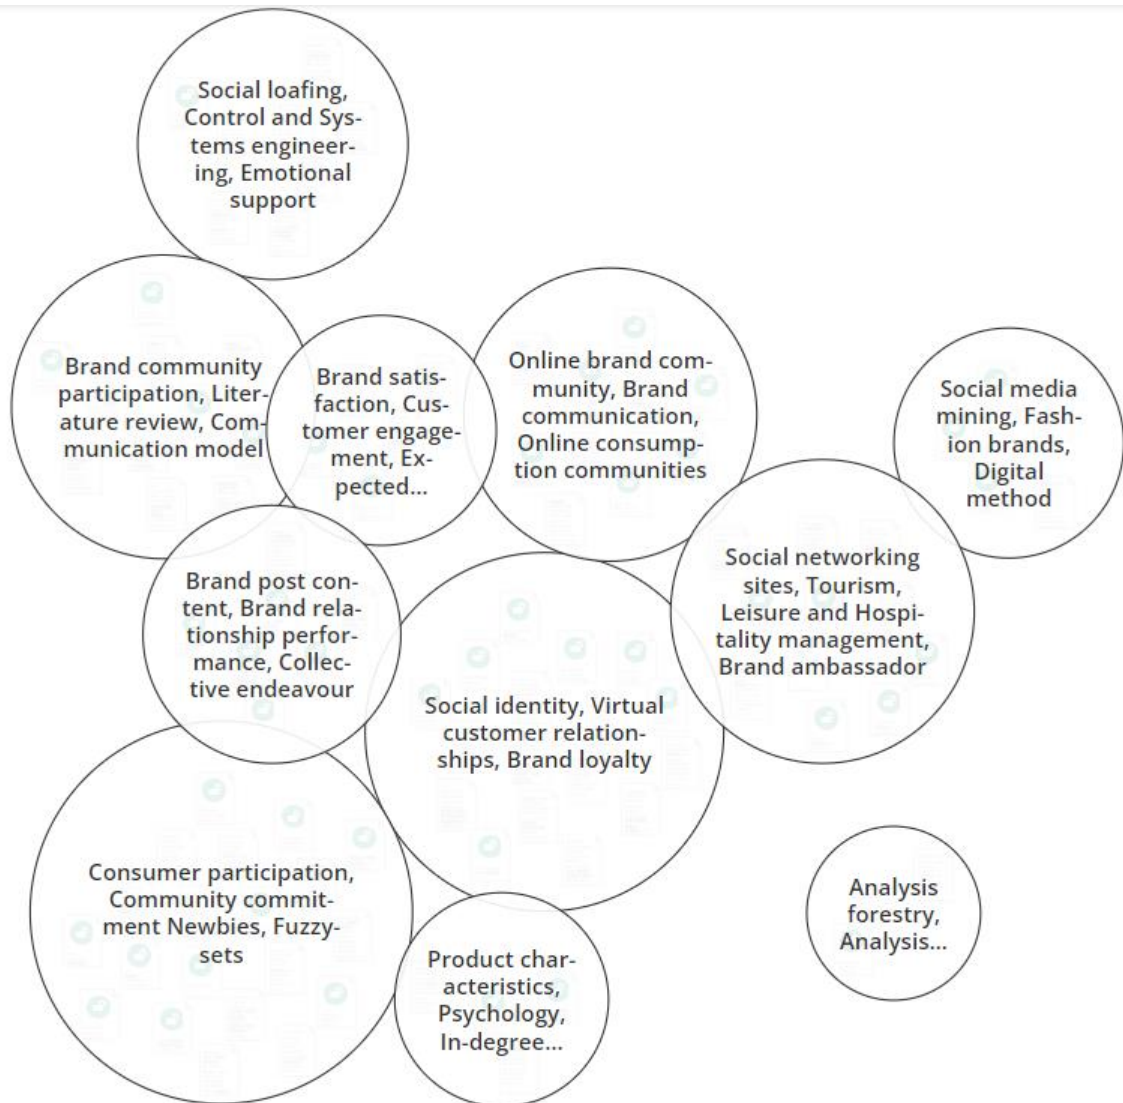 Social loafing,
Control and Sys-
tems engineer-
ing, Emotional
support
Brand community
participation, Liter-
ature review, Com-
munication model
Brand satis-
faction, Cus-
tomer engage-
ment, Ex-
pected...
Online brand com-
munity, Brand
communication,
Online consump-
tion communities
Social media
mining, Fash-
ion brands,
Digital
method
Brand post con-
tent, Brand rela-
tionship perfor-
mance, Collec-
tive endeavour
Social networking
sites, Tourism,
Leisure and Hospi-
tality management,
Brand ambassador
Social identity, Virtual
customer relation-
ships, Brand loyalty
Consumer participation,
Community commit-
ment Newbies, Fuzzy-
sets
Product char-
acteristics,
Psychology,
In-degree...
Analysis
forestry,
Analysis...